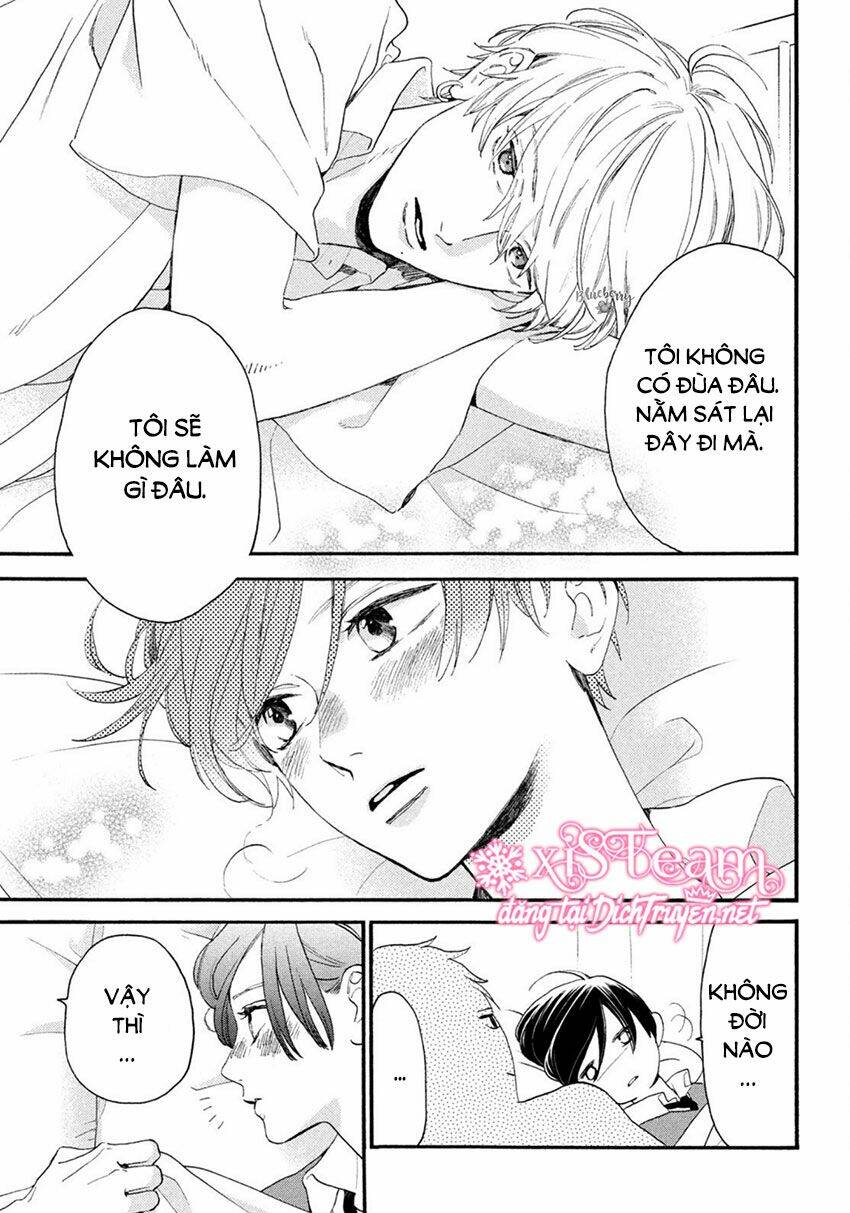 Blueberry
TÔI KHÔNG
CÓ ĐÙA ĐÂU.
NẰM SÁT LẠI
ĐÂY ĐI MÀ.
TÔI SẼ
KHÔNG LÀM
GÌ ĐÂU.
xiSTeam
đăng tại DichTruyen.net
KHÔNG
ĐỜI
NÀO
...
...
VẬY
THÌ
...